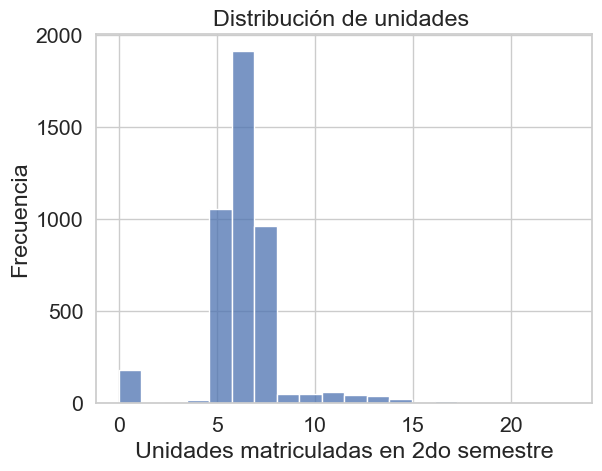 Distribución de unidades
2000
1500
1000
500
0
Frecuencia
0 5 10 15 20
Unidades matriculadas en 2do semestre